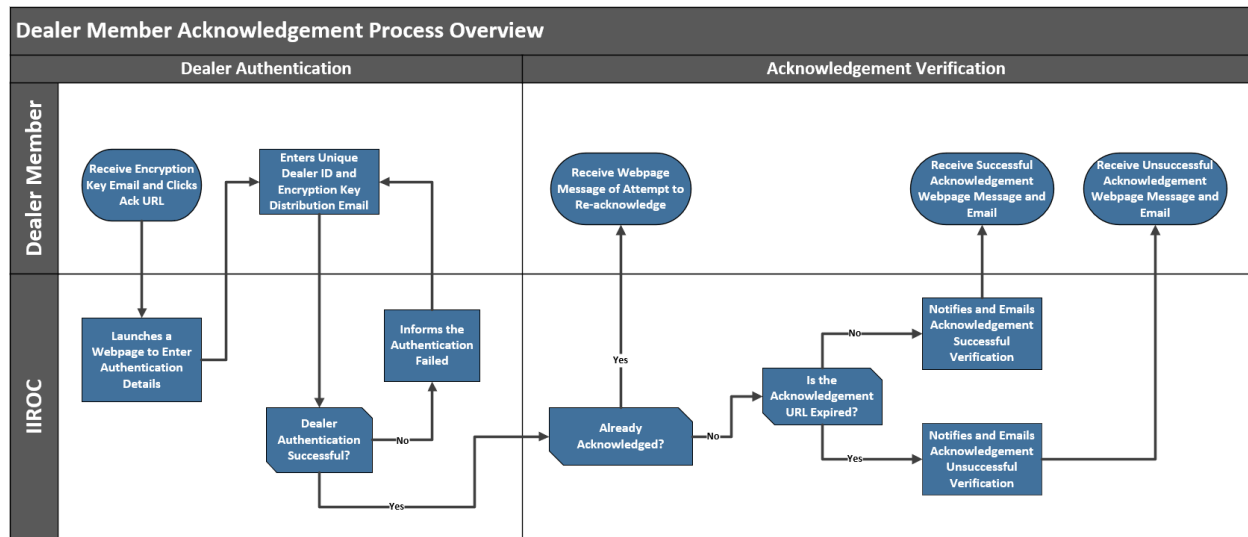 Dealer Member Acknowledgement Process Overview
Dealer Authentication
Acknowledgement Verification
Dealer Member
Receive Encryption
Key Email and Clicks
Ack URL
Enters Unique
Dealer ID and
Encryption Key
Distribution Email
Receive Webpage
Message of Attempt to
Re-acknowledge
Receive Successful
Acknowledgement
Webpage Message and
Email
Receive Unsuccessful
Acknowledgement
Webpage Message and
Email
IIROC
Launches a
Webpage to Enter
Authentication
Details
Informs the
Authentication
Failed
Dealer
Authentication
Successful?
No
Yes
Already
Acknowledged?
Yes
No
Is the
Acknowledgement
URL Expired?
No
Yes
Notifies and Emails
Acknowledgement
Successful
Verification
Notifies and Emails
Acknowledgement
Unsuccessful
Verification